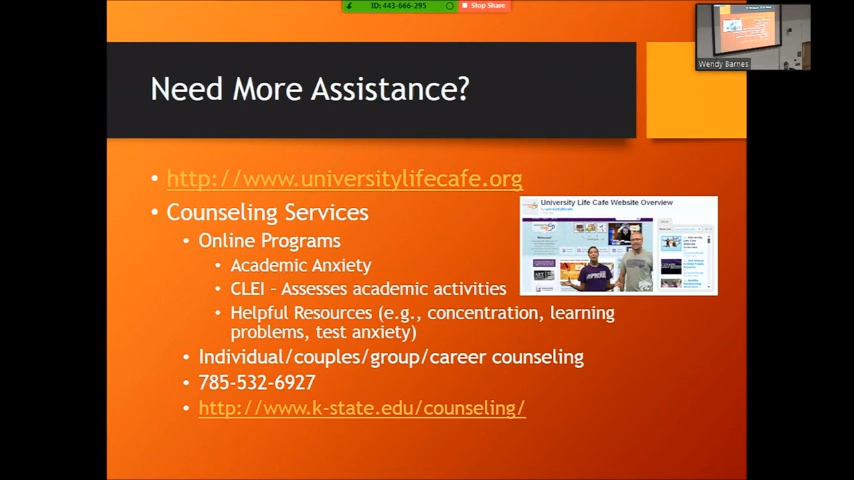 ID: 443-666-295
Stop Share
Wendy Barnes
Need More Assistance?
• http://www.universitylifecafe.org
• Counseling Services
University Life Cafe Website Overview
• Online Programs
• Academic Anxiety
• CLEI – Assesses academic activities
• Helpful Resources (e.g., concentration, learning
problems, test anxiety)
• Individual/couples/group/career counseling
• 785-532-6927
• http://www.k-state.edu/counseling/